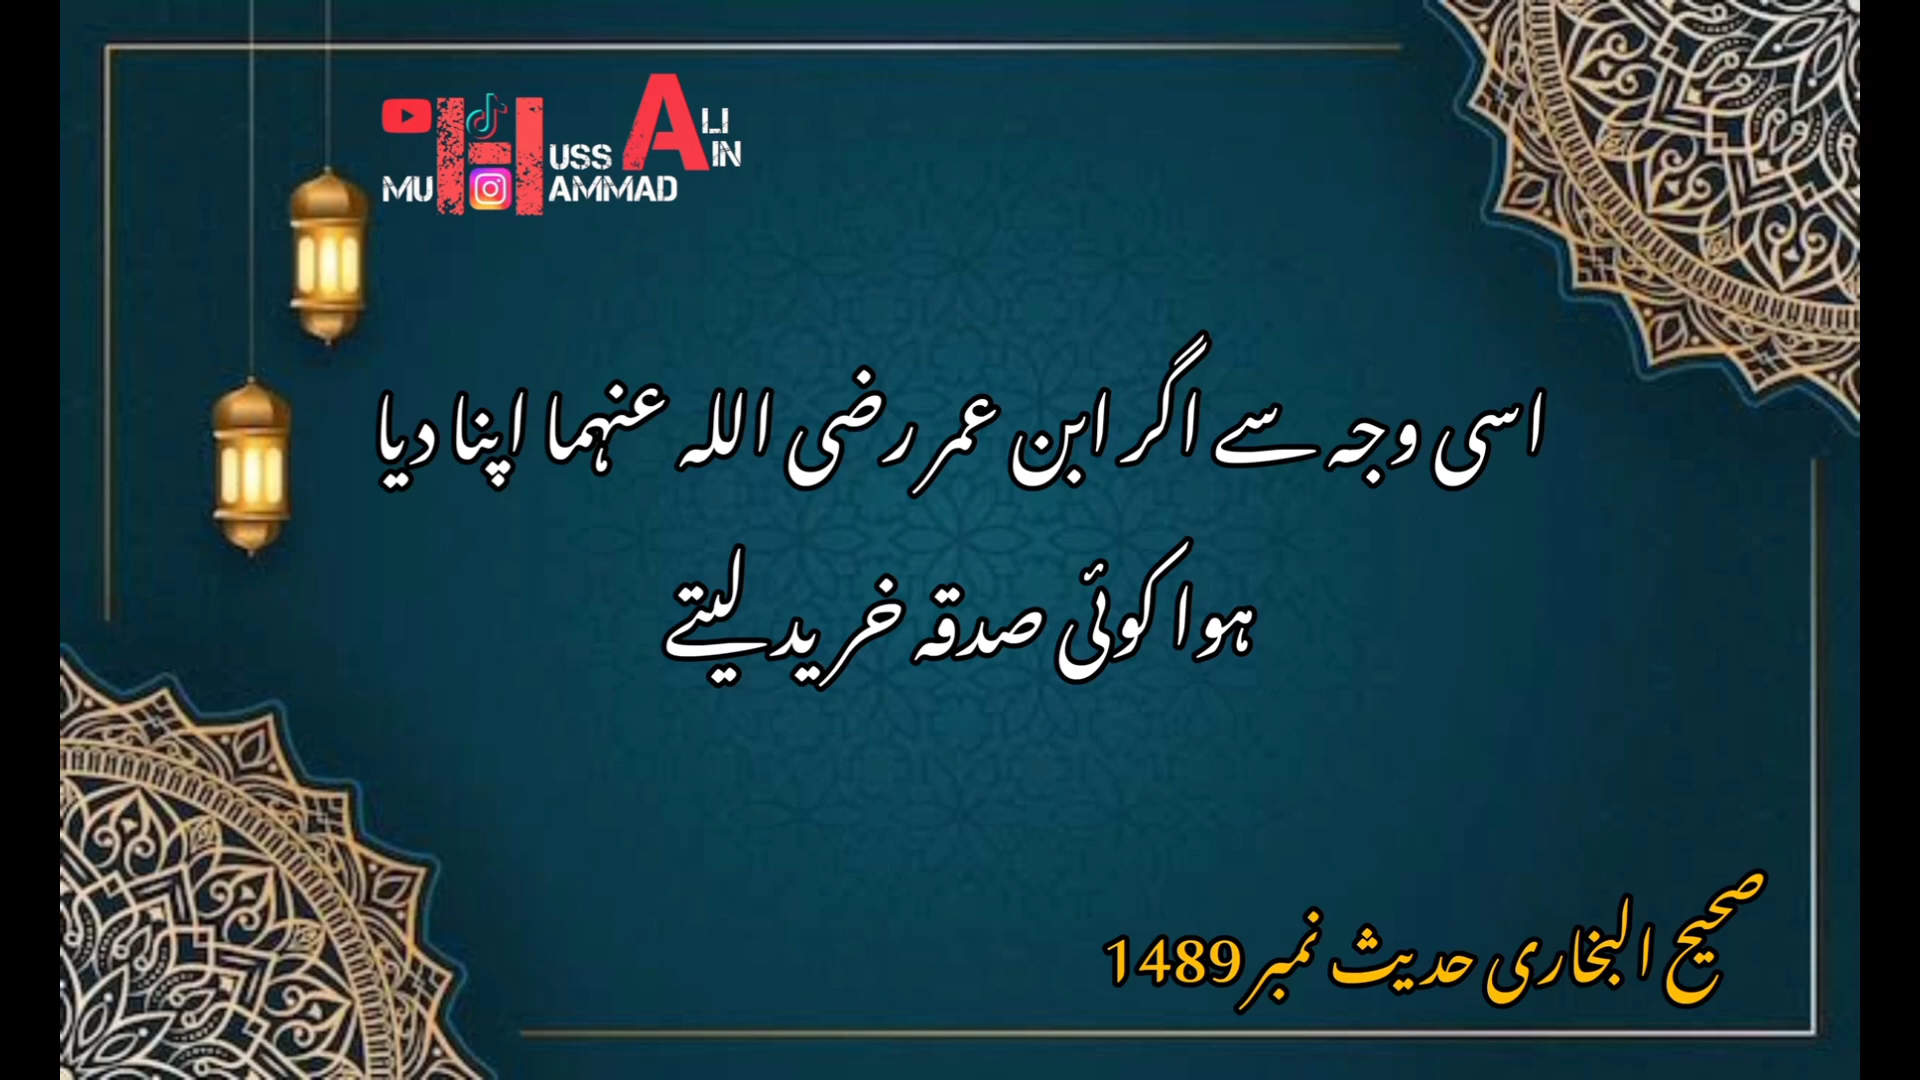 ALI
HUSSAIN
MUHAMMAD
اسی وجہ سے اگر ابن عمر رضی اللہ عنہما اپنا دیا
ہوا کوئی صدقہ خرید لیتے
صحیح البخاری حدیث نمبر 1489